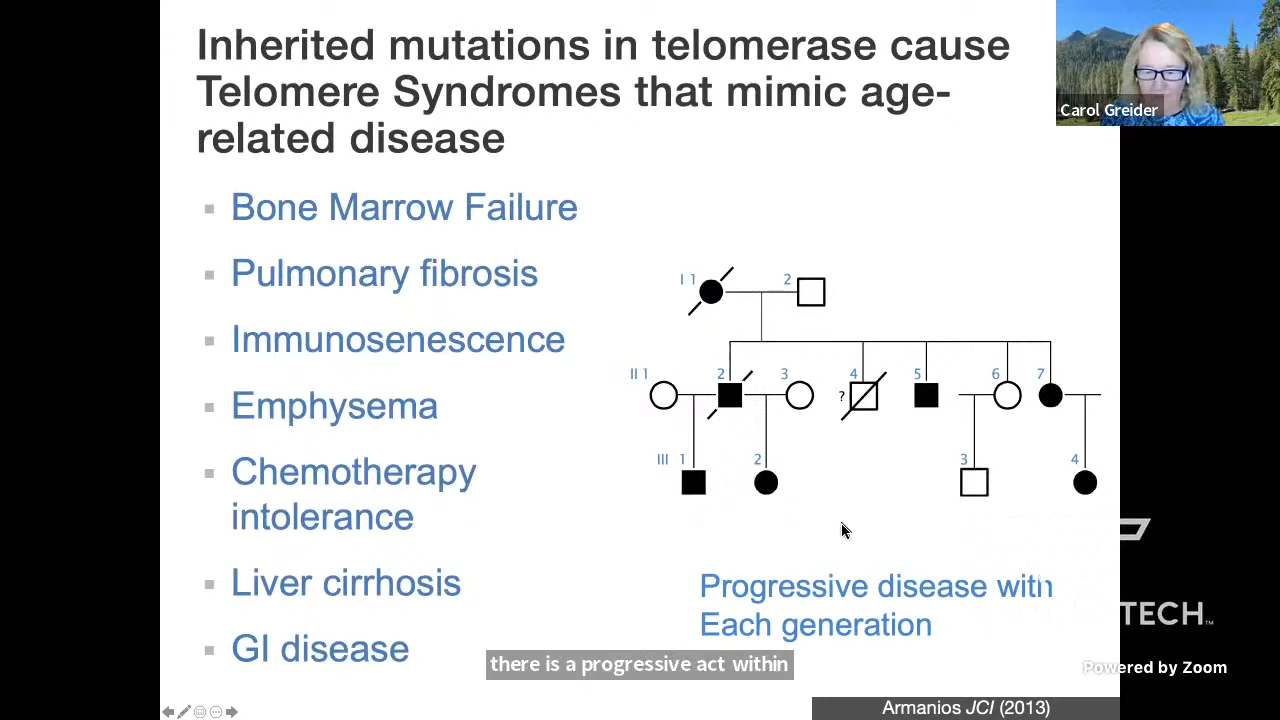 Inherited mutations in telomerase cause
Telomere Syndromes that mimic age-
related disease
Carol Greider
Bone Marrow Failure
Pulmonary fibrosis
Immunosenescence
Emphysema
Chemotherapy
intolerance
Liver cirrhosis
GI disease
I 1 2
II 1 2 3 4 5 6 7
?
III 1 2 3 4
Progressive disease with
Each generation
there is a progressive act within
TECH™
Powered by Zoom
Armanios JCI (2013)